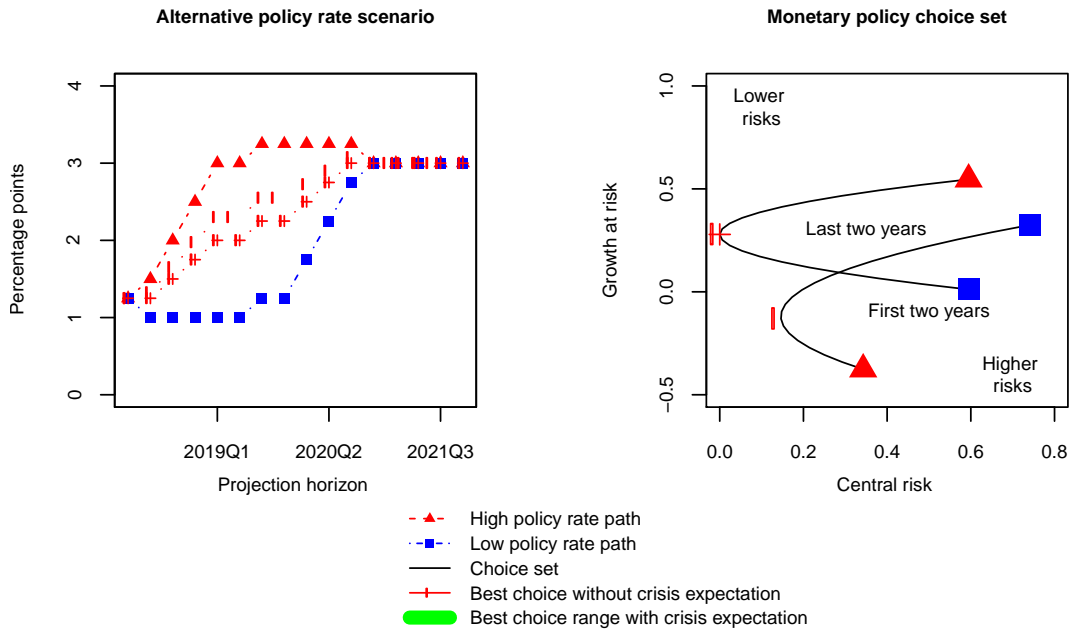 Alternative policy rate scenario
Percentage points
4
3
2
1
0
2019Q1 2020Q2 2021Q3
Projection horizon
Monetary policy choice set
Growth at risk
1.0
0.5
0.0
−0.5
Lower
risks
Last two years
First two years
Higher
risks
0.0 0.2 0.4 0.6 0.8
Central risk
High policy rate path
Low policy rate path
Choice set
Best choice without crisis expectation
Best choice range with crisis expectation